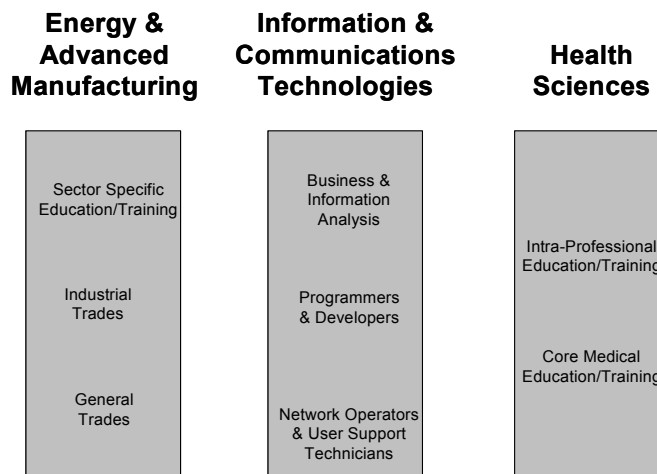 Energy &
Advanced
Manufacturing
Information &
Communications
Technologies
Health
Sciences
Sector Specific
Education/Training
Industrial
Trades
General
Trades
Business &
Information
Analysis
Programmers
& Developers
Network Operators
& User Support
Technicians
Intra-Professional
Education/Training
Core Medical
Education/Training